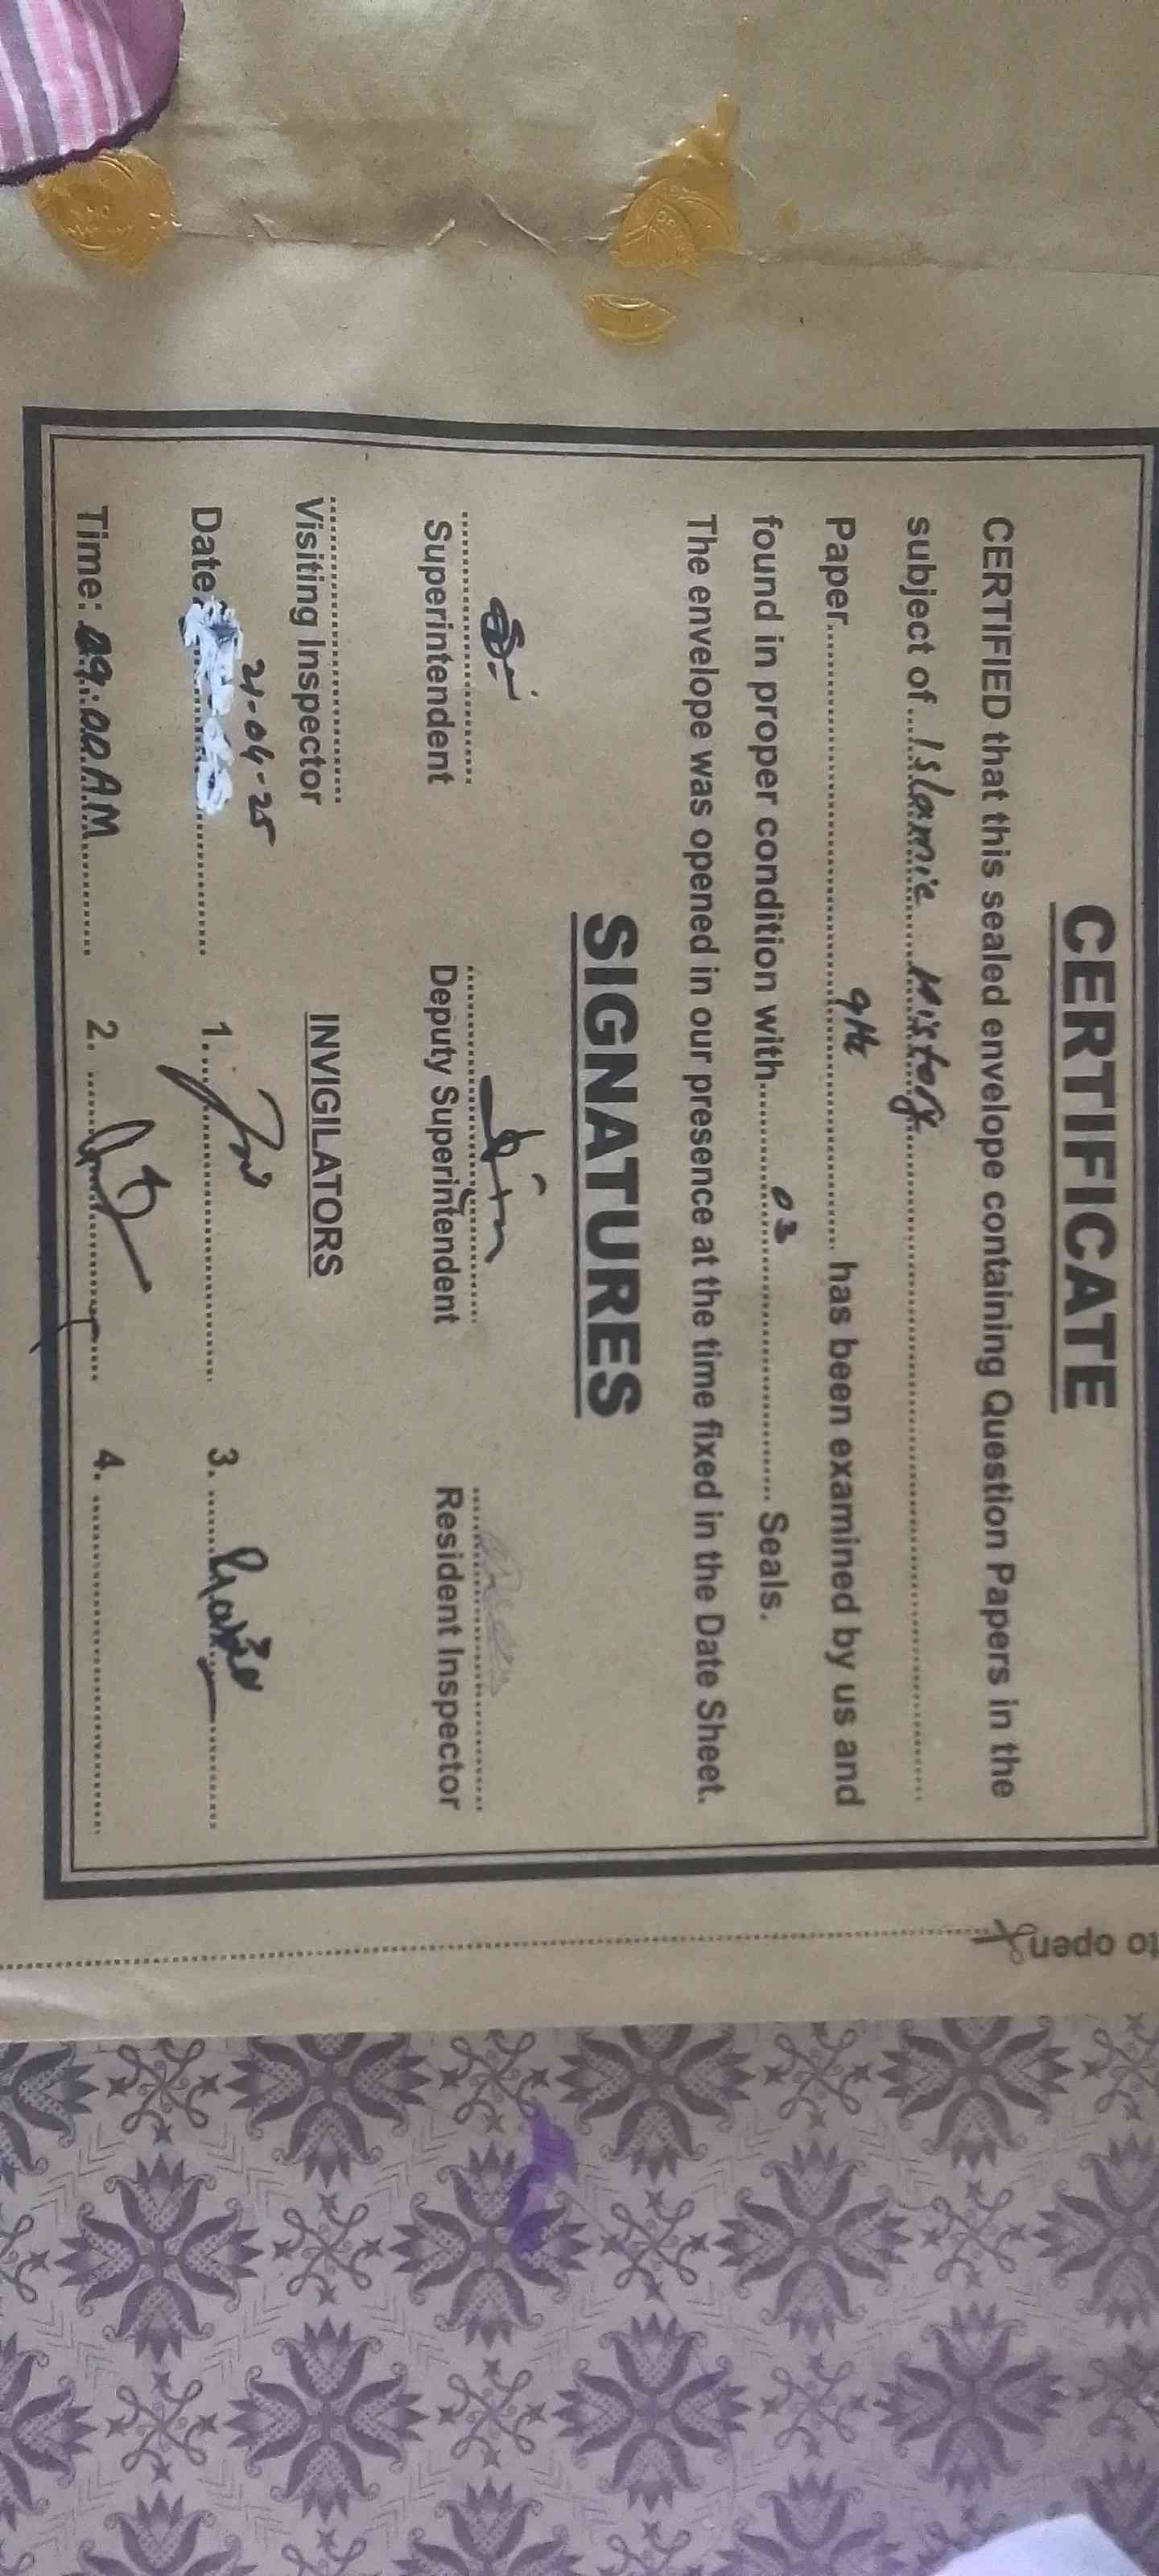 CERTIFICATE
CERTIFIED that this sealed envelope containing Question Papers in the
subject of Islamic History
Paper 9th has been examined by us and
found in proper condition with 03 Seals.
The envelope was opened in our presence at the time fixed in the Date Sheet.
SIGNATURES
Superintendent Deputy Superintendent Resident Inspector
Visiting Inspector INVIGILATORS
21-04-25
Date: 1. 3.
Time: 09:00 A.M 2. 4.
to open